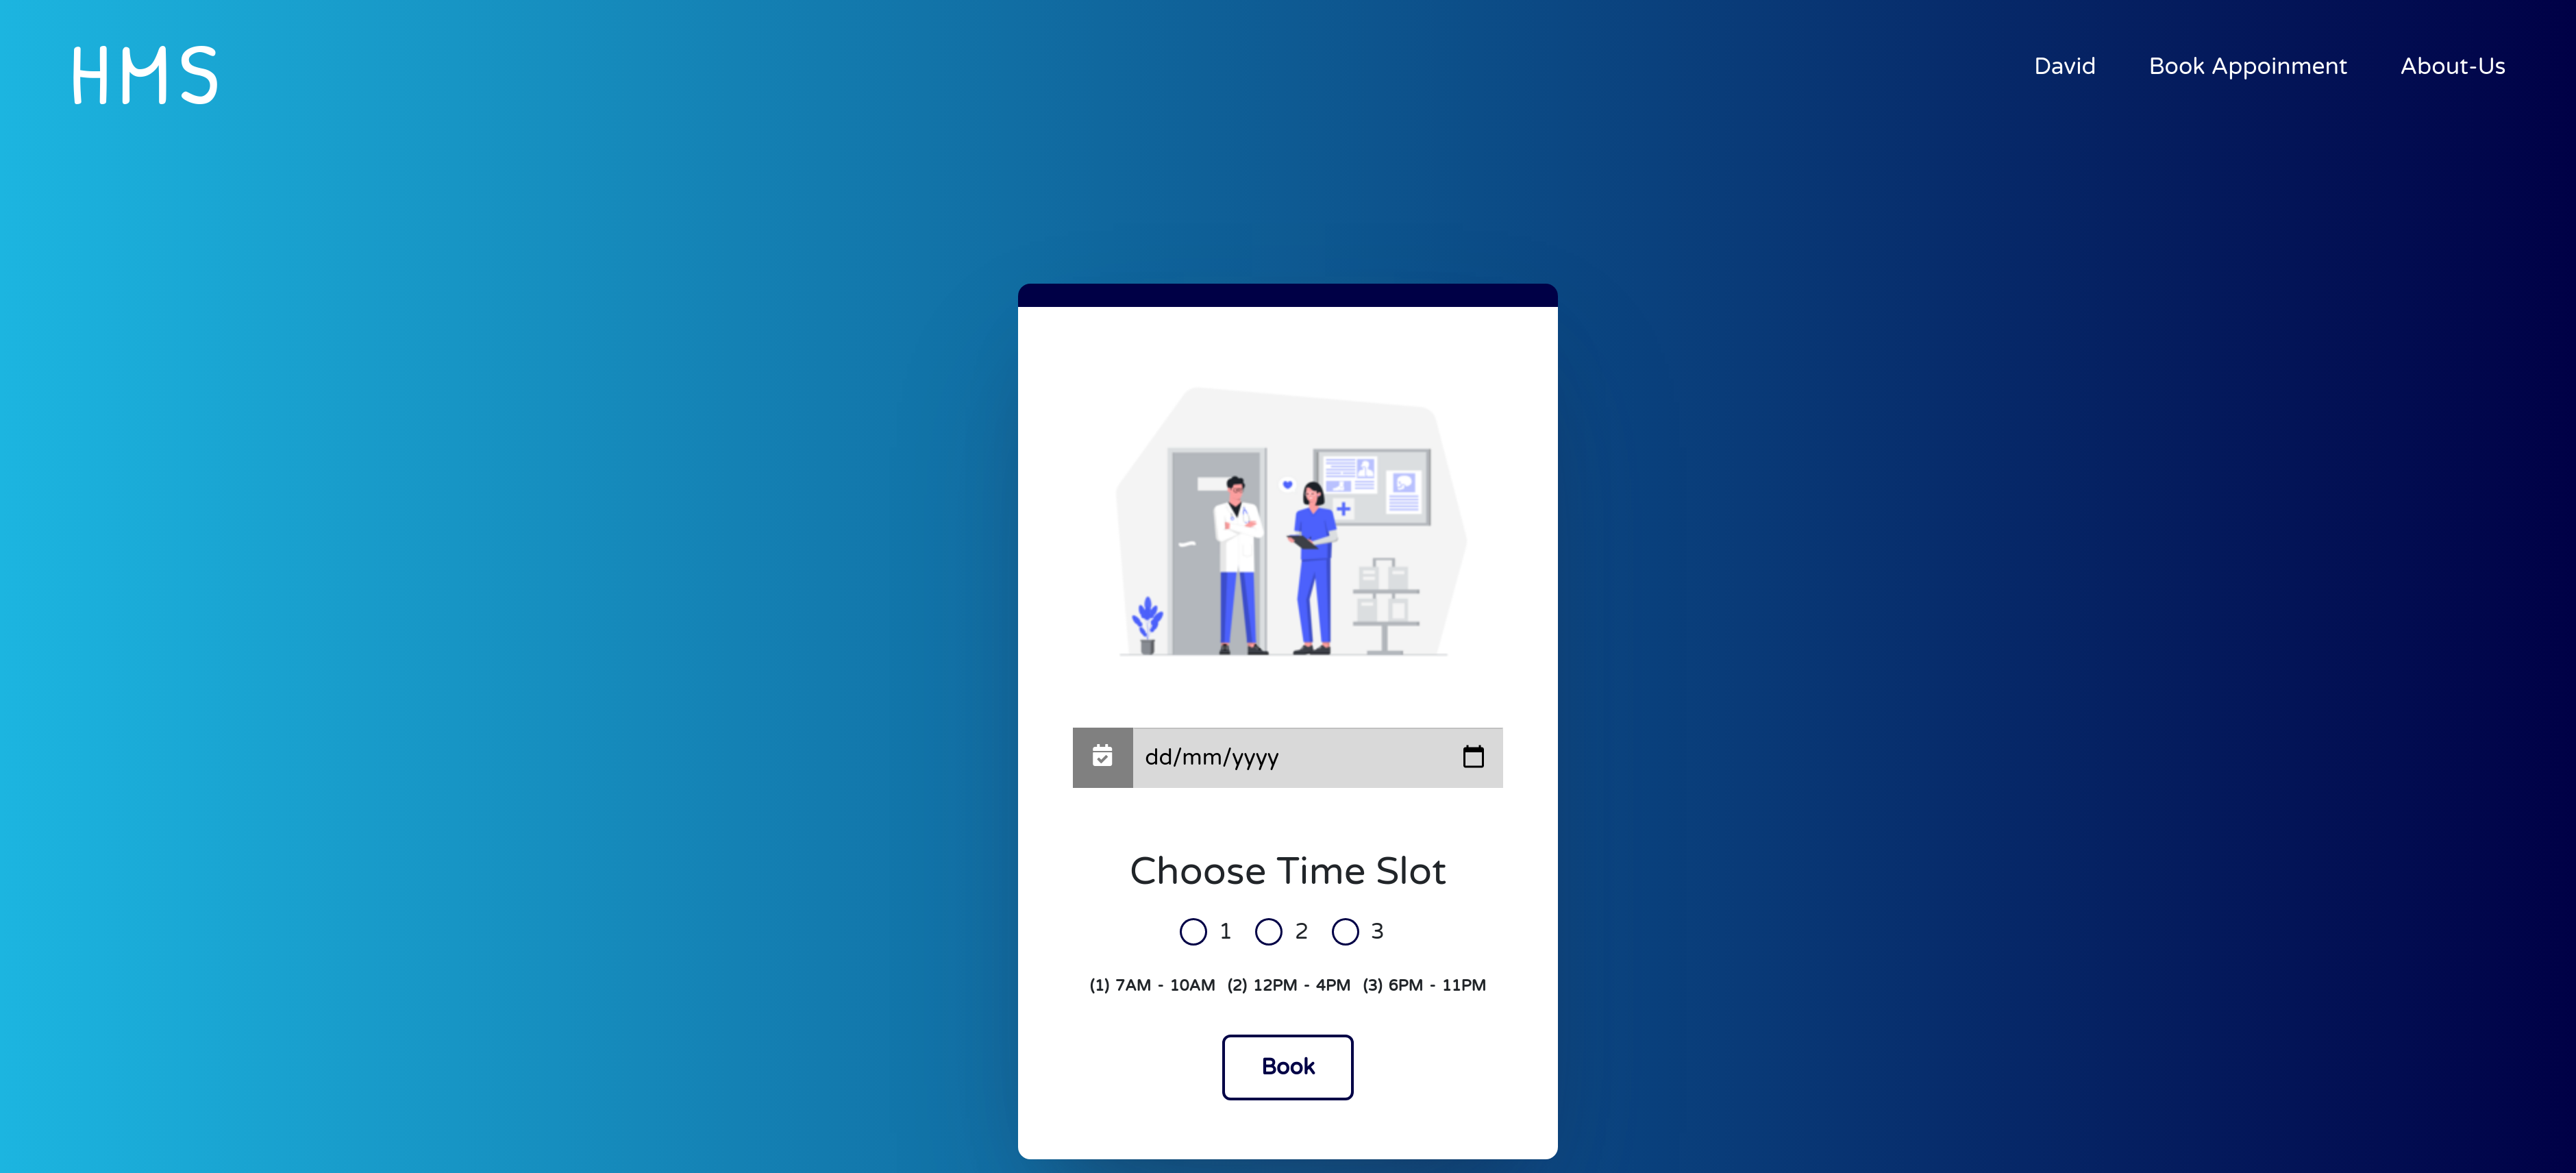 HMS
David Book Appoinment About-Us
dd/mm/yyyy
Choose Time Slot
1 2 3
(1) 7AM - 10AM (2) 12PM - 4PM (3) 6PM - 11PM
Book